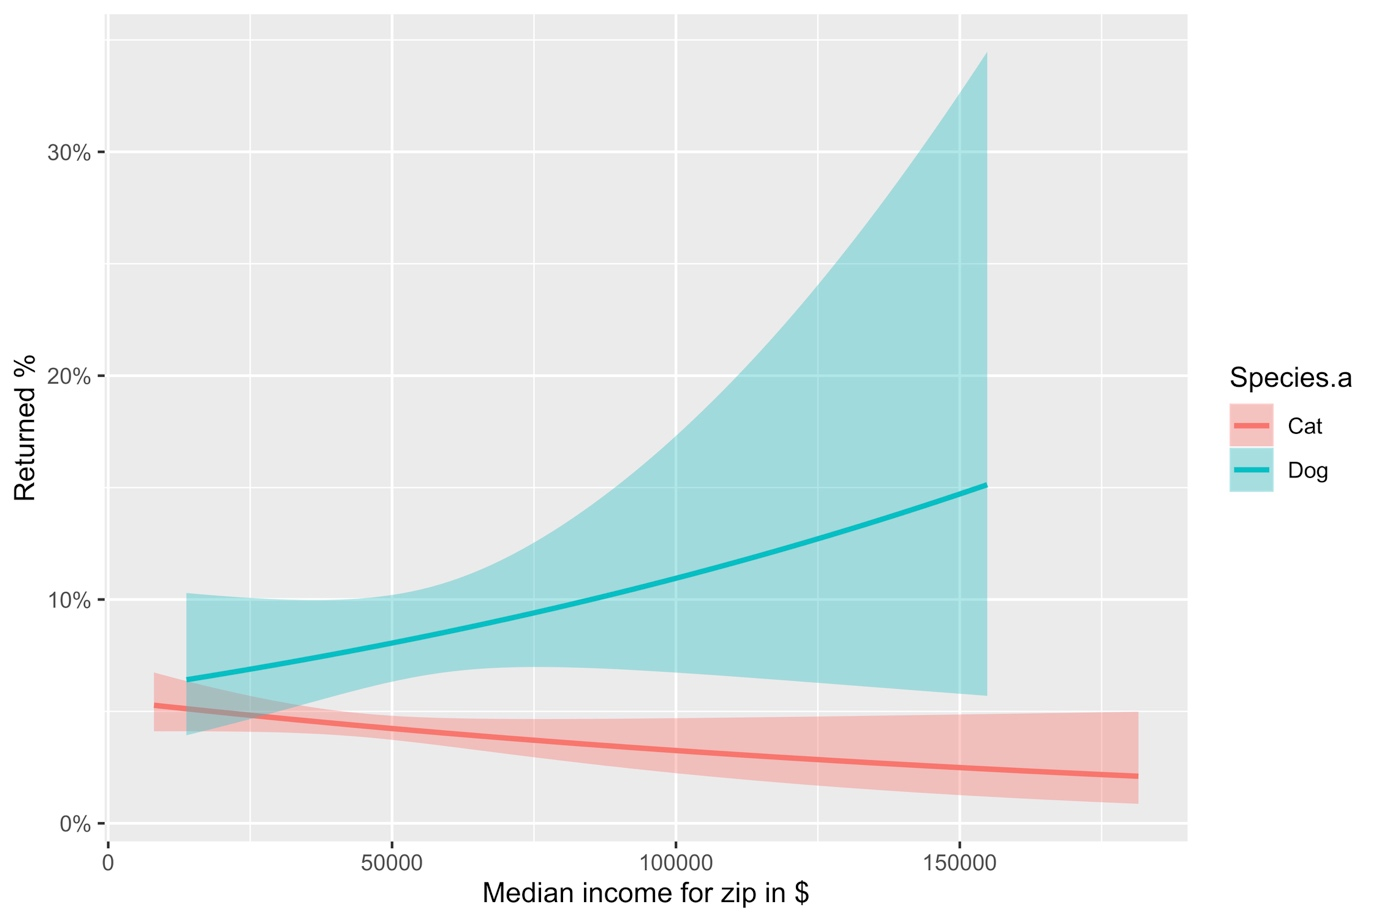 30%
20%
10%
0%
Returned %
0
50000
100000
150000
Median income for zip in $
Species.a
Cat
Dog